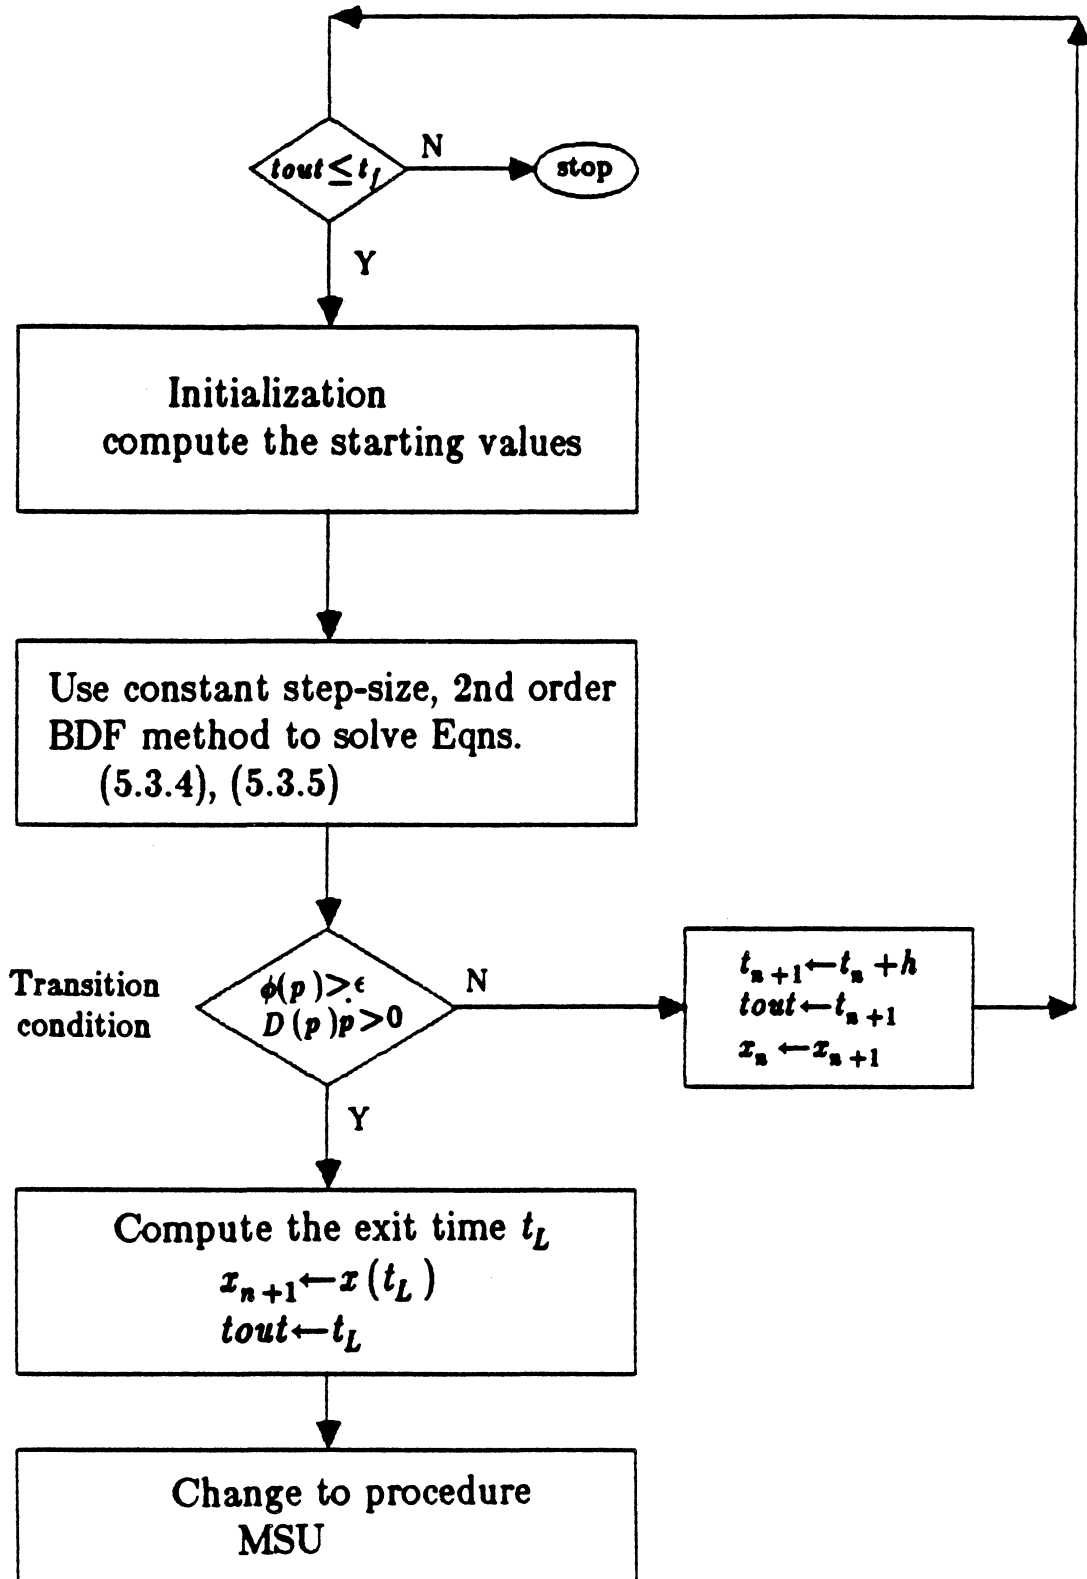 tout ≤ t_f
N
stop
Y
Initialization
compute the starting values
Use constant step-size, 2nd order
BDF method to solve Eqns.
(5.3.4), (5.3.5)
Transition
condition
ϕ(p) > ϵ
D(p)ṗ > 0
N
t_{n+1} ← t_n + h
tout ← t_{n+1}
x_n ← x_{n+1}
Y
Compute the exit time t_L
x_{n+1} ← x(t_L)
tout ← t_L
Change to procedure
MSU